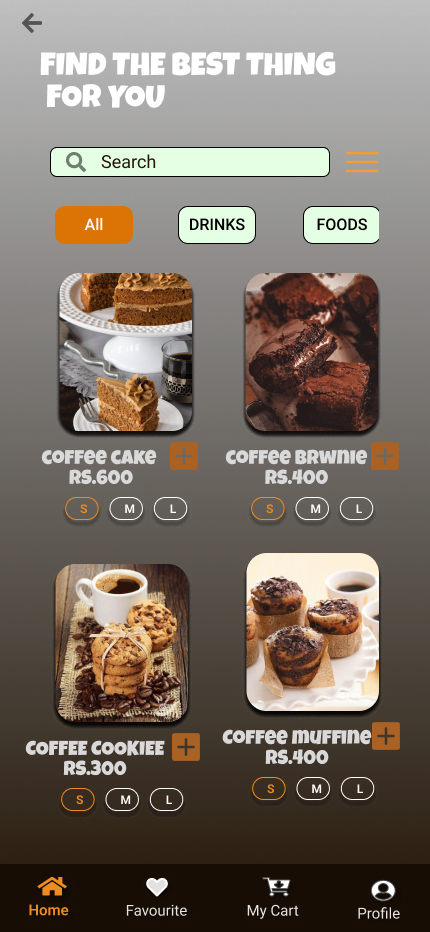 FIND THE BEST THING
FOR YOU
Search
All
DRINKS
FOODS
COFFee CAKe
RS.600
S
M
L
COFFee BRWnie
RS.400
S
M
L
COFFEE COOKIEE
RS.300
S
M
L
COFFee muFFine
RS.400
S
M
L
Home
Favourite
My Cart
Profile